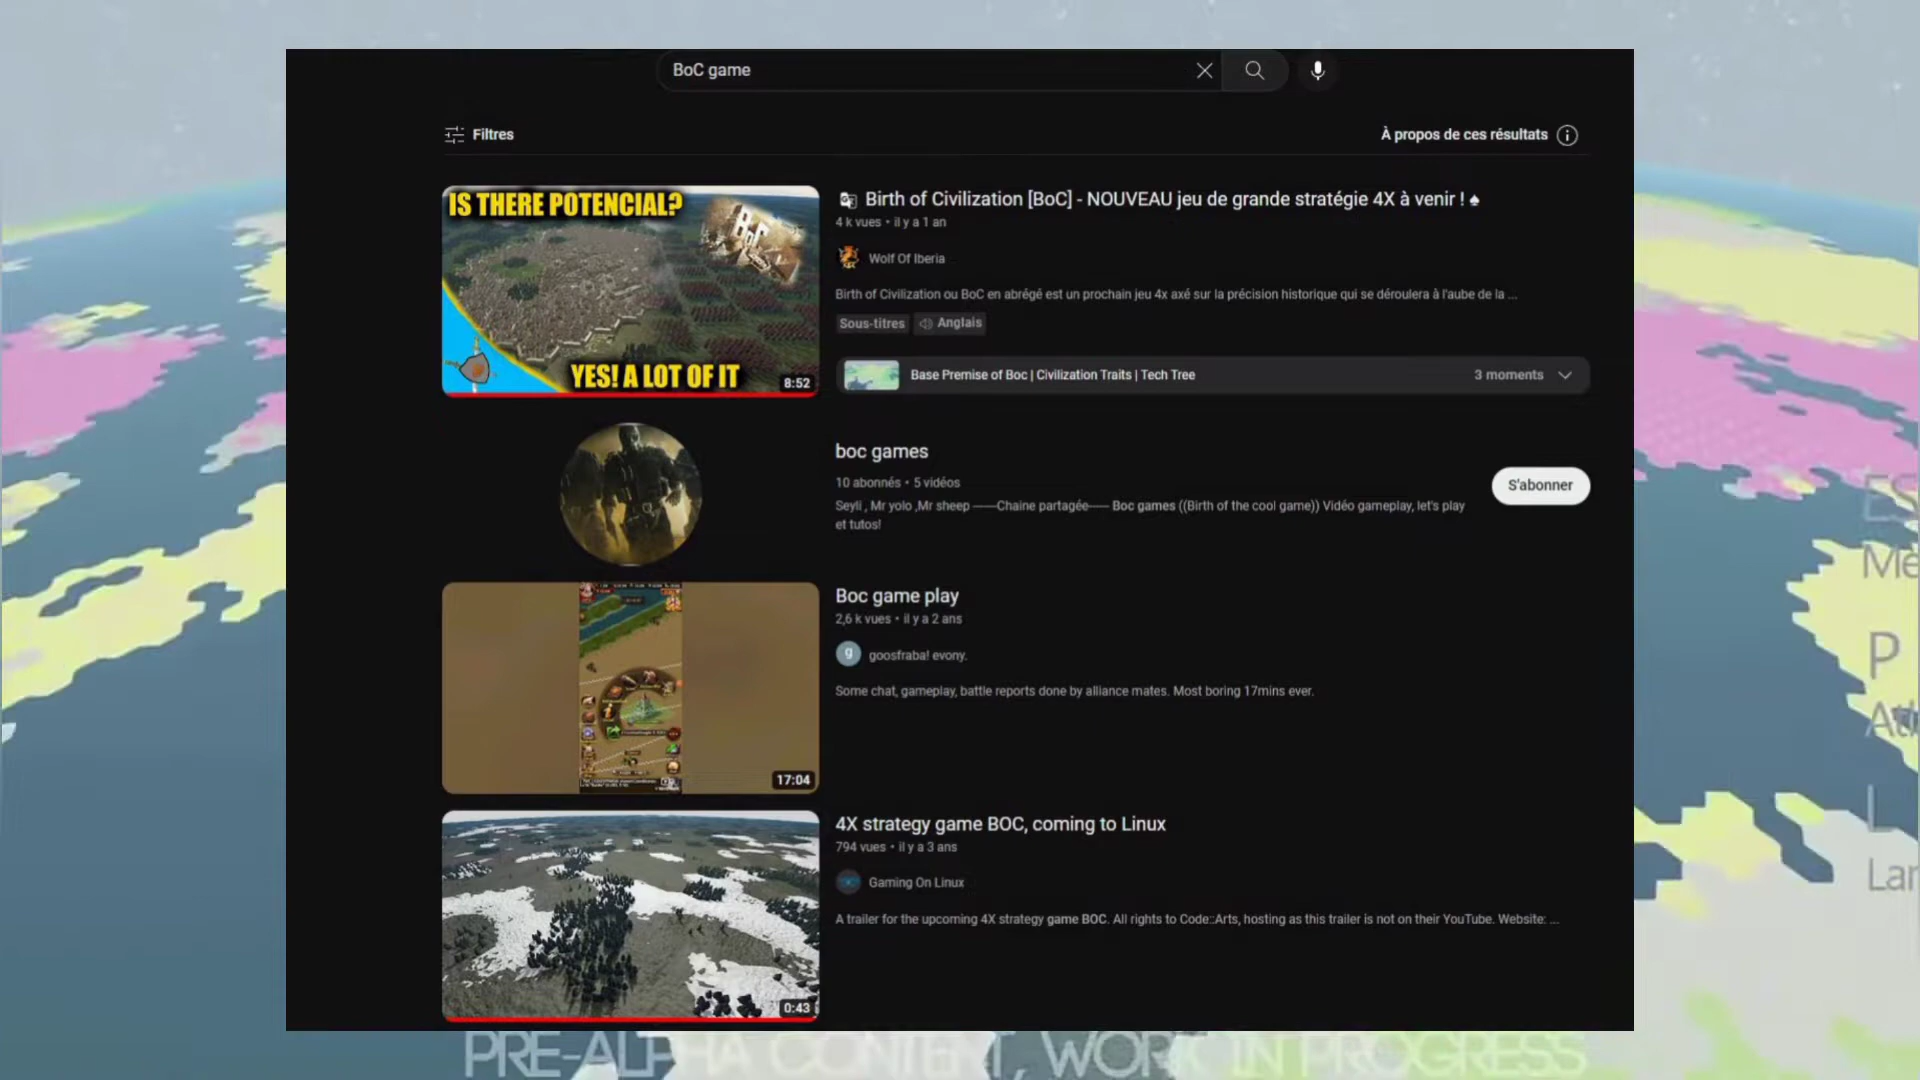 BoC game
Filtres
À propos de ces résultats
IS THERE POTENCIAL?
BoC
YES! A LOT OF IT
8:52
Birth of Civilization [BoC] - NOUVEAU jeu de grande stratégie 4X à venir ! ♠
4 k vues • il y a 1 an
Wolf Of Iberia
Birth of Civilization ou BoC en abrégé est un prochain jeu 4x axé sur la précision historique qui se déroulera à l'aube de la ...
Sous-titres
Anglais
Base Premise of Boc | Civilization Traits | Tech Tree
3 moments
boc games
10 abonnés • 5 vidéos
Seyli , Mr yolo ,Mr sheep -----Chaine partagée----- Boc games ((Birth of the cool game)) Vidéo gameplay, let's play
et tutos!
S'abonner
17:04
Boc game play
2,6 k vues • il y a 2 ans
g
goosfraba! evony.
Some chat, gameplay, battle reports done by alliance mates. Most boring 17mins ever.
0:43
4X strategy game BOC, coming to Linux
794 vues • il y a 3 ans
Gaming On Linux
A trailer for the upcoming 4X strategy game BOC. All rights to Code::Arts, hosting as this trailer is not on their YouTube. Website: ...
ES
Mè
P
Atl
L
Lar
PRE-ALPHA CONTENT, WORK IN PROGRESS